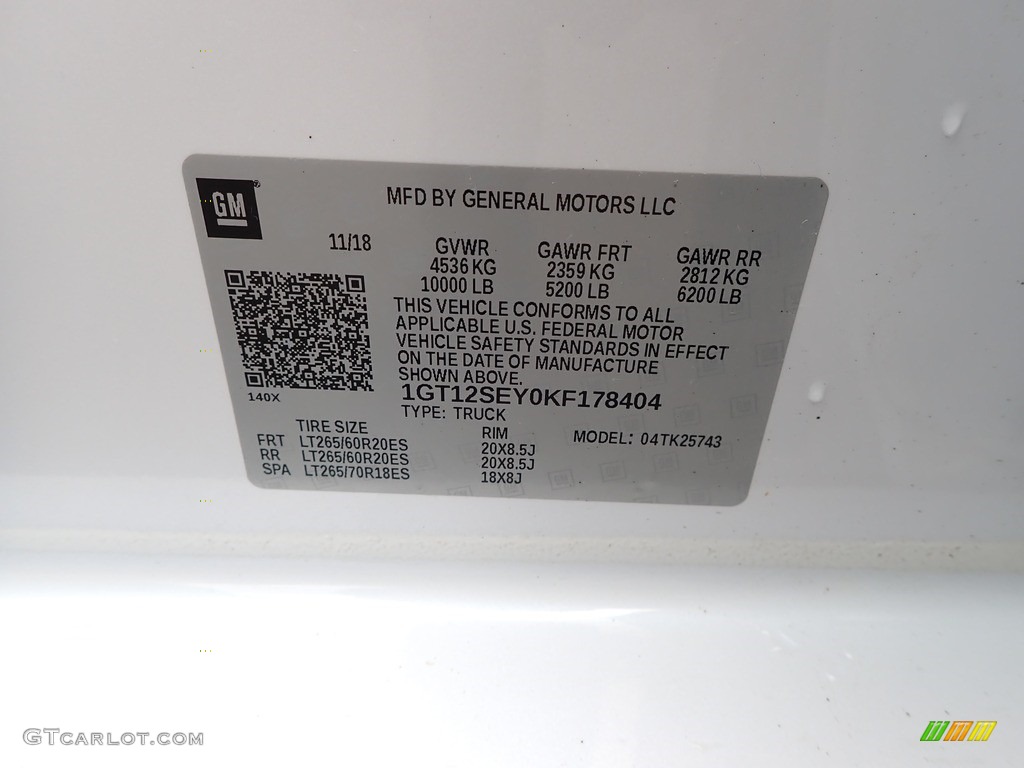 GM®
MFD BY GENERAL MOTORS LLC
11/18
GVWR GAWR FRT GAWR RR
4536 KG 2359 KG 2812 KG
10000 LB 5200 LB 6200 LB
THIS VEHICLE CONFORMS TO ALL
APPLICABLE U.S. FEDERAL MOTOR
VEHICLE SAFETY STANDARDS IN EFFECT
ON THE DATE OF MANUFACTURE
SHOWN ABOVE.
140X
1GT12SEY0KF178404
TYPE: TRUCK
TIRE SIZE RIM MODEL: 04TK25743
FRT LT265/60R20ES 20X8.5J
RR LT265/60R20ES 20X8.5J
SPA LT265/70R18ES 18X8J
GTCARLOT.COM